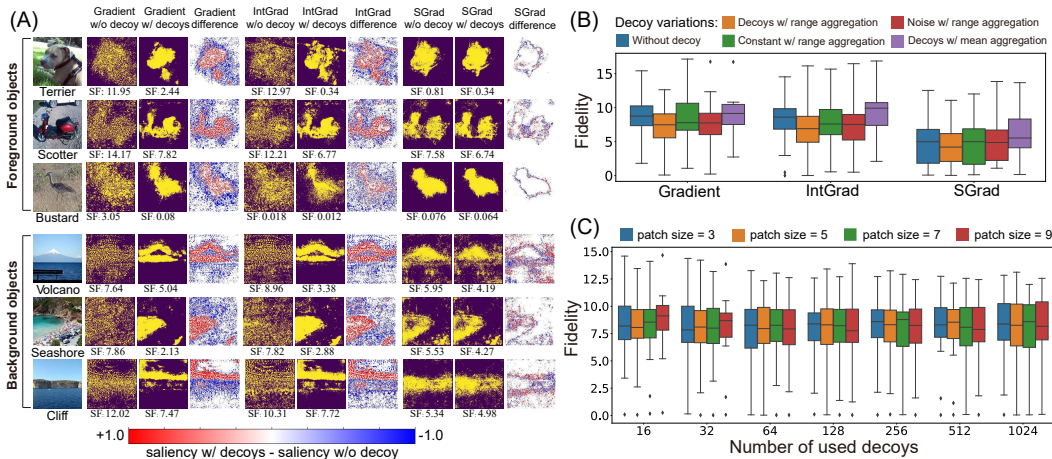 (A)
Gradient w/o decoy
Gradient w/ decoys
Gradient difference
IntGrad w/o decoy
IntGrad w/ decoys
IntGrad difference
SGrad w/o decoy
SGrad w/ decoys
SGrad difference
Foreground objects
SF: 11.95 SF: 2.44 SF: 12.97 SF: 0.34 SF: 0.81 SF: 0.34
Terrier
SF: 14.17 SF: 7.82 SF: 12.21 SF: 6.77 SF: 7.58 SF: 6.74
Scotter
SF: 3.05 SF: 0.08 SF: 0.018 SF: 0.012 SF: 0.076 SF: 0.064
Bustard
Background objects
Volcano
SF: 7.64 SF: 5.04 SF: 8.96 SF: 3.38 SF: 5.95 SF: 4.19
Seashore
SF: 7.86 SF: 2.13 SF: 7.82 SF: 2.88 SF: 5.53 SF: 4.27
Cliff
SF: 12.02 SF: 7.47 SF: 10.31 SF: 7.72 SF: 5.34 SF: 4.98
+1.0 -1.0
saliency w/ decoys - saliency w/o decoy
(B)
Decoy variations:
Decoys w/ range aggregation
Noise w/ range aggregation
Without decoy
Constant w/ range aggregation
Decoys w/ mean aggregation
Fidelity
15
10
5
0
Gradient IntGrad SGrad
(C)
patch size = 3 patch size = 5 patch size = 7 patch size = 9
Fidelity
15.0
12.5
10.0
7.5
5.0
2.5
0.0
16 32 64 128 256 512 1024
Number of used decoys